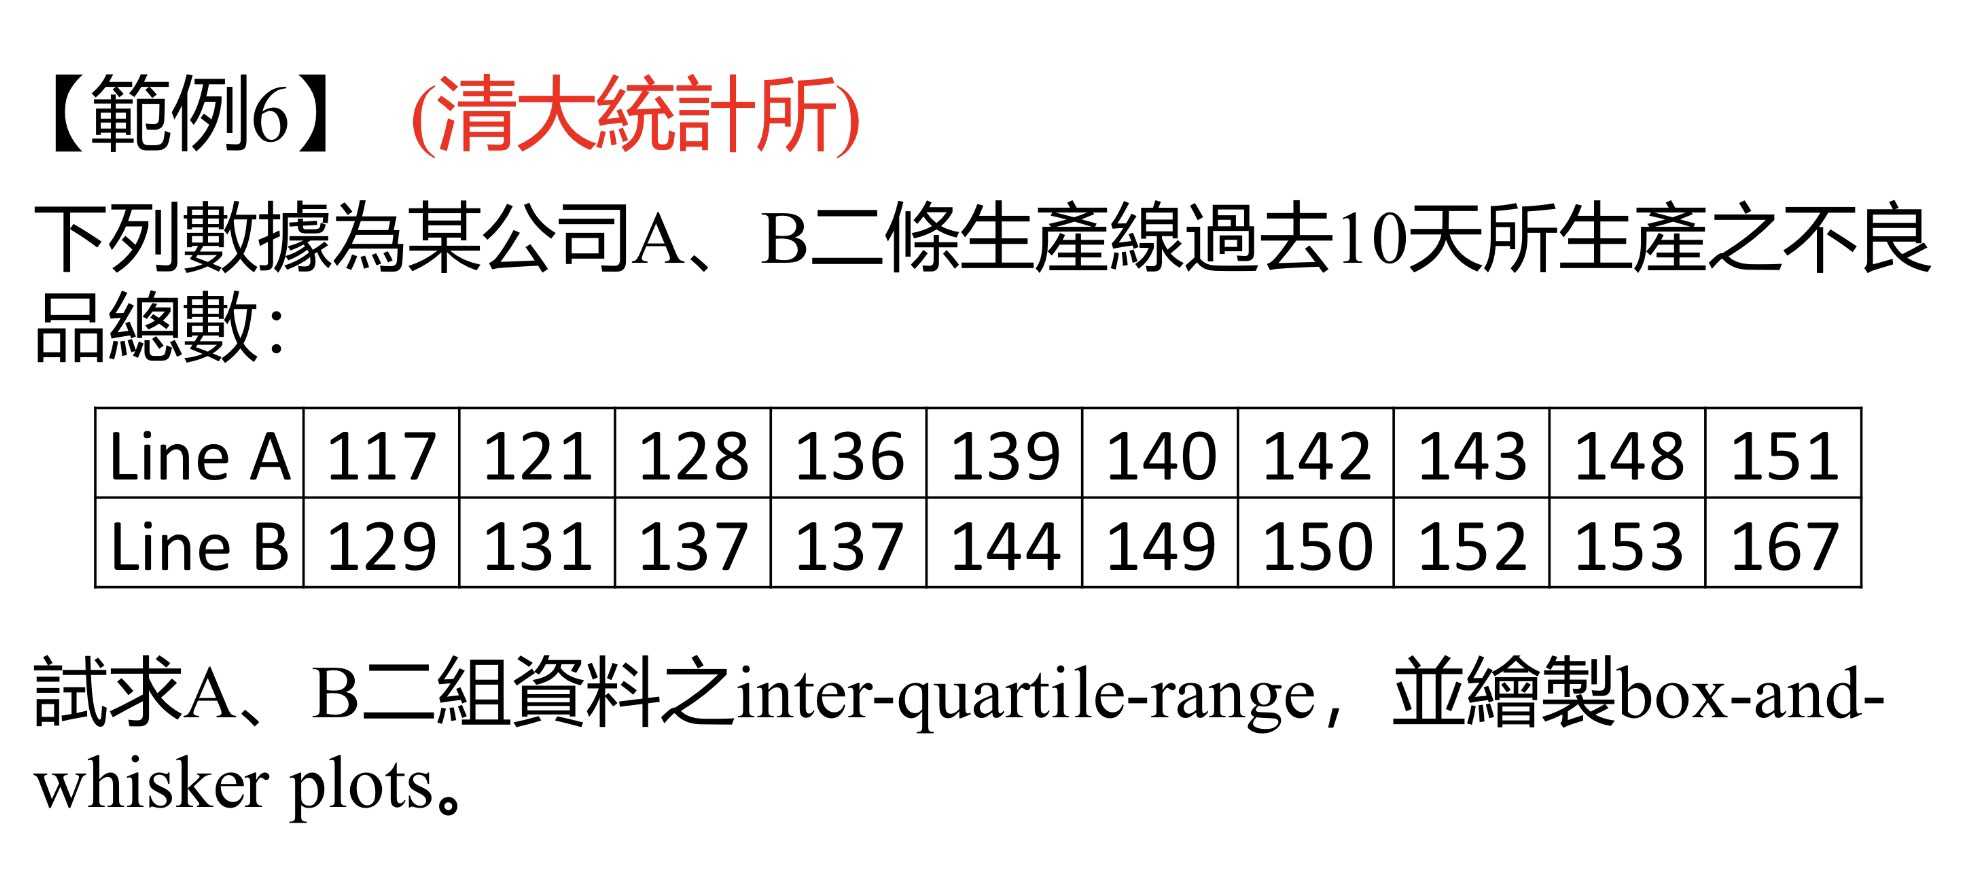 【範例6】 (清大統計所)
下列數據為某公司A、B二條生產線過去10天所生產之不良
品總數：
Line A 117 121 128 136 139 140 142 143 148 151
Line B 129 131 137 137 144 149 150 152 153 167
試求A、B二組資料之inter-quartile-range，並繪製box-and-
whisker plots。